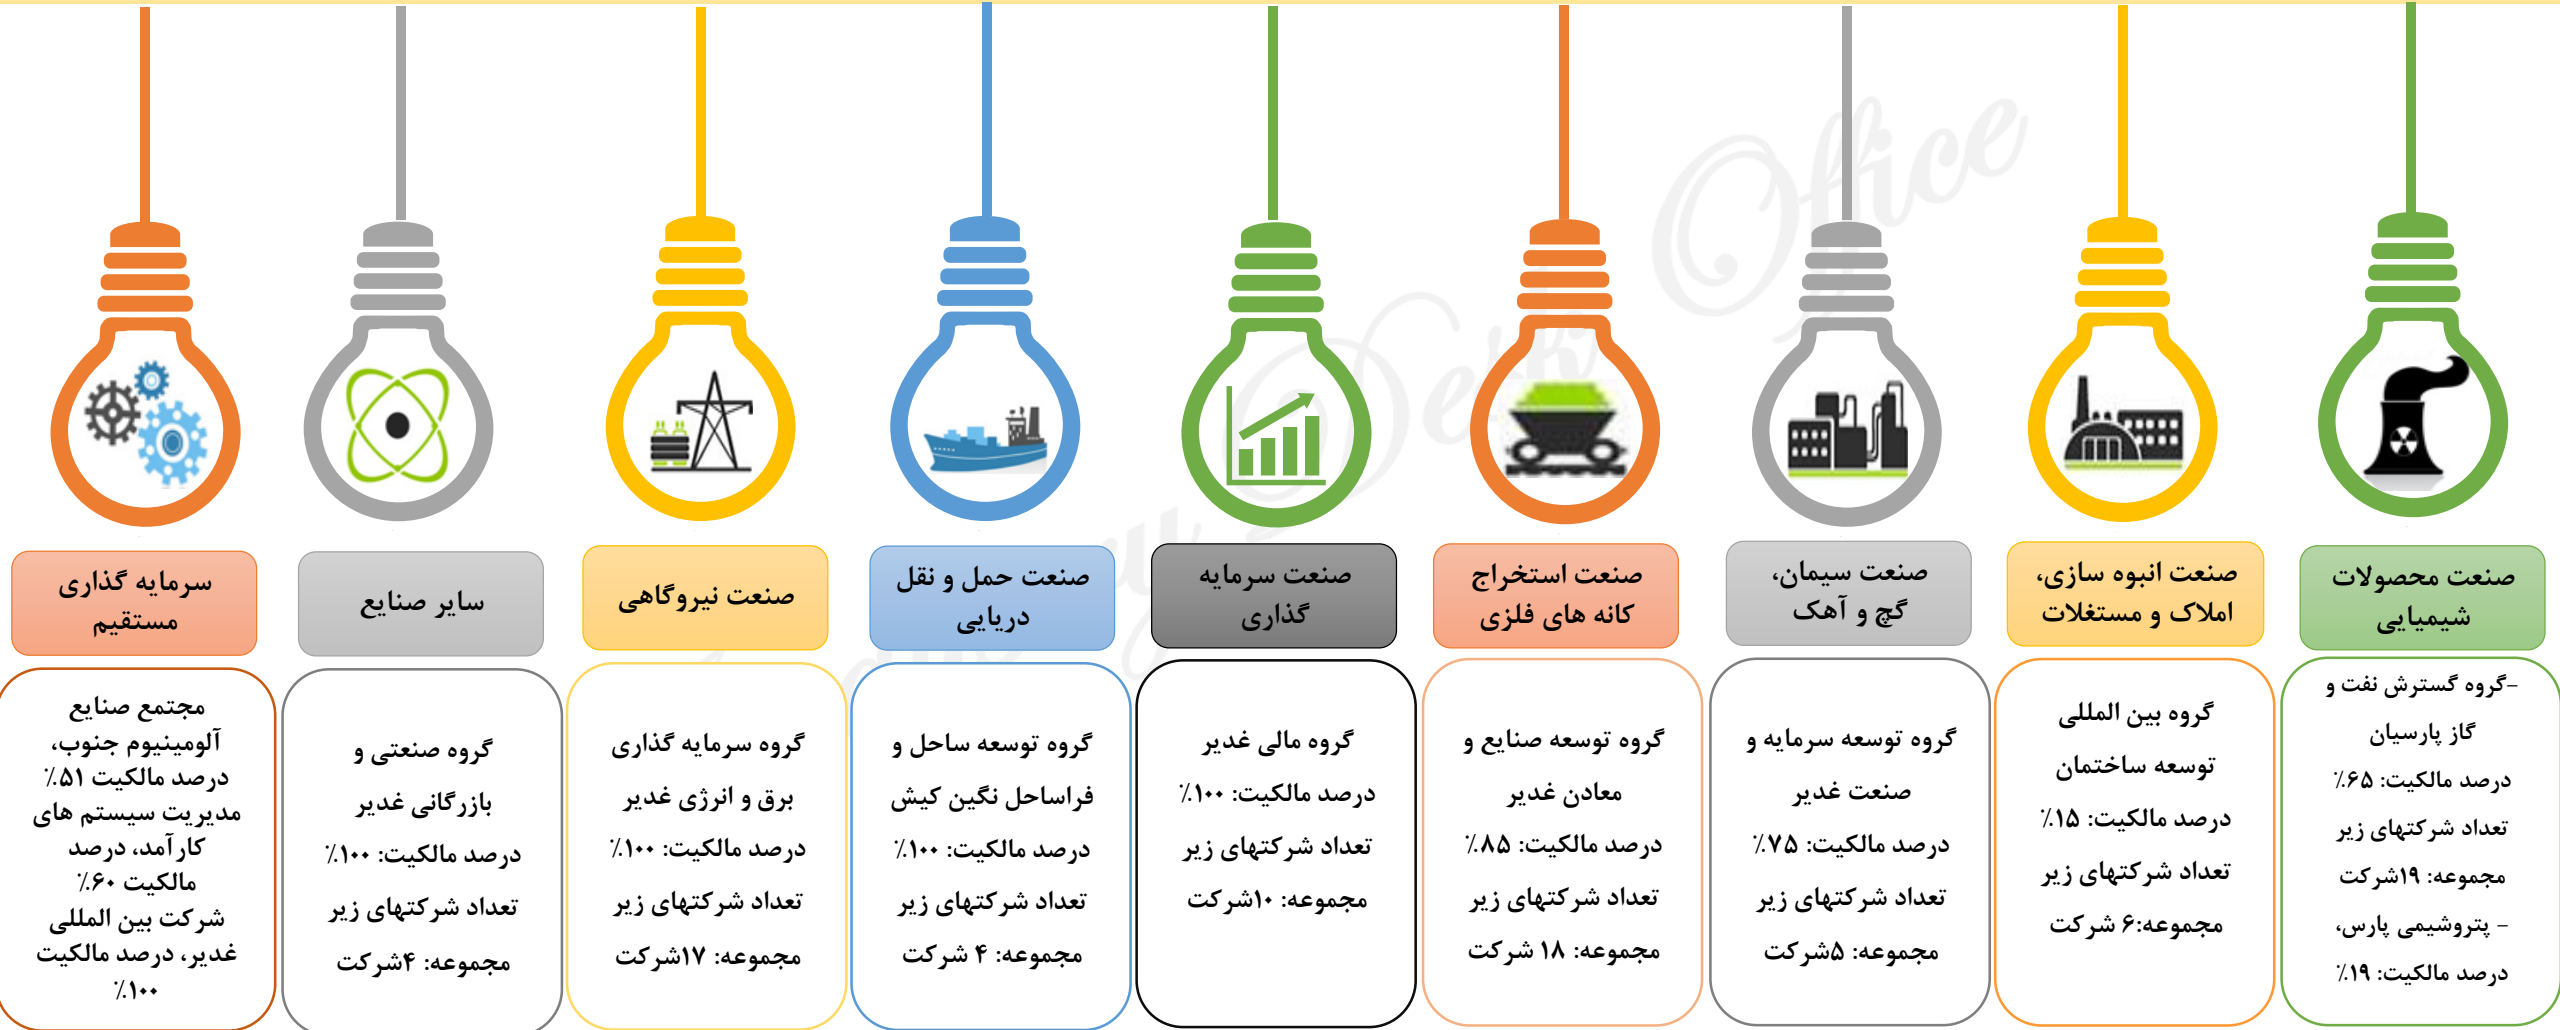 صنعت محصولات
شیمیایی
-گروه گسترش نفت و
گاز پارسیان
درصد مالکیت: ۶۵٪
تعداد شرکتهای زیر
مجموعه: ۱۹شرکت
- پتروشیمی پارس،
درصد مالکیت: ۱۹٪
صنعت انبوه سازی،
املاک و مستغلات
گروه بین المللی
توسعه ساختمان
درصد مالکیت: ۱۵٪
تعداد شرکتهای زیر
مجموعه:۶ شرکت
صنعت سیمان،
گچ و آهک
گروه توسعه سرمایه و
صنعت غدیر
درصد مالکیت: ۷۵٪
تعداد شرکتهای زیر
مجموعه: ۵شرکت
صنعت استخراج
کانه های فلزی
گروه توسعه صنایع و
معادن غدیر
درصد مالکیت: ۸۵٪
تعداد شرکتهای زیر
مجموعه: ۱۸ شرکت
صنعت سرمایه
گذاری
گروه مالی غدیر
درصد مالکیت: ۱۰۰٪
تعداد شرکتهای زیر
مجموعه: ۱۰شرکت
صنعت حمل و نقل
دریایی
گروه توسعه ساحل و
فراساحل نگین کیش
درصد مالکیت: ۱۰۰٪
تعداد شرکتهای زیر
مجموعه: ۴ شرکت
صنعت نیروگاهی
گروه سرمایه گذاری
برق و انرژی غدیر
درصد مالکیت: ۱۰۰٪
تعداد شرکتهای زیر
مجموعه: ۱۷شرکت
سایر صنایع
گروه صنعتی و
بازرگانی غدیر
درصد مالکیت: ۱۰۰٪
تعداد شرکتهای زیر
مجموعه: ۴شرکت
سرمایه گذاری
مستقیم
مجتمع صنایع
آلومینیوم جنوب،
درصد مالکیت ۵۱٪
مدیریت سیستم های
کارآمد، درصد
مالکیت ۶۰٪
شرکت بین المللی
غدیر، درصد مالکیت
۱۰۰٪
Desk Office